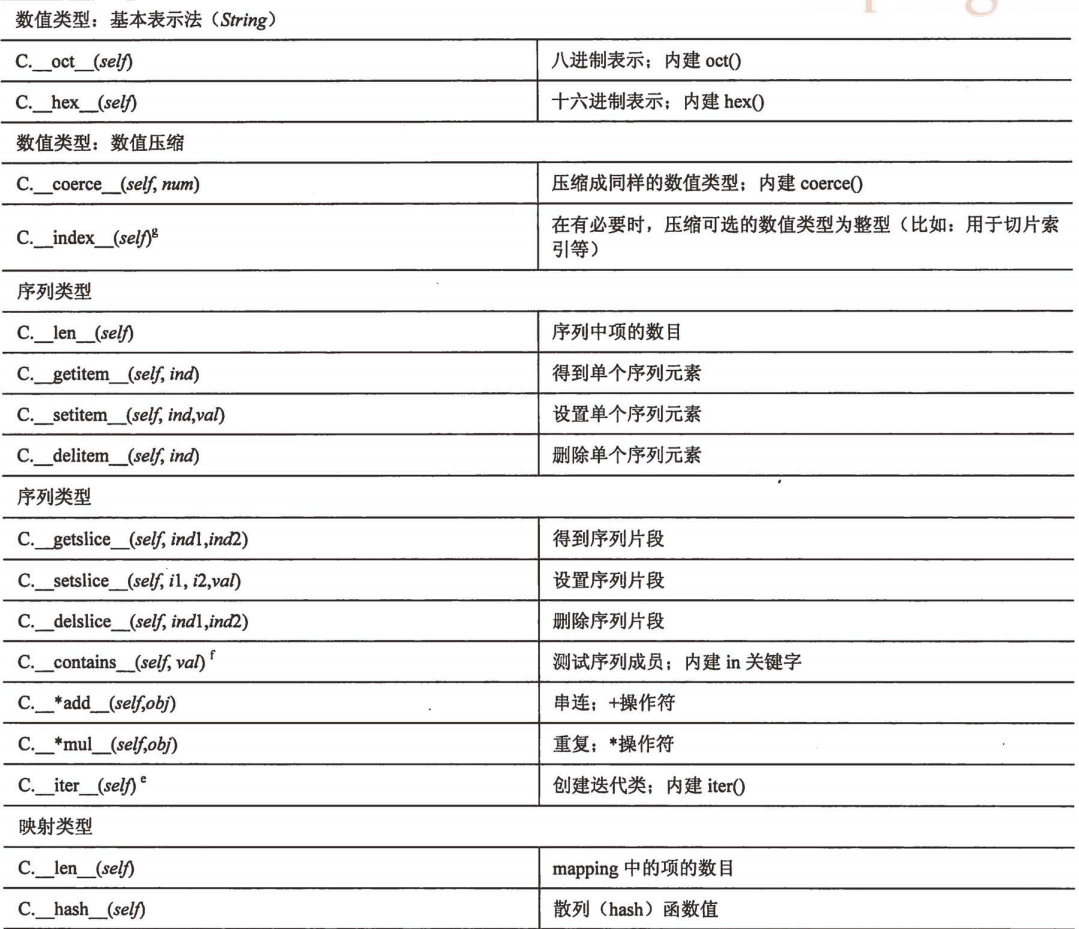 数值类型：基本表示法（String）
C.__oct__(self) 八进制表示；内建 oct()
C.__hex__(self) 十六进制表示；内建 hex()
数值类型：数值压缩
C.__coerce__(self, num) 压缩成同样的数值类型；内建 coerce()
C.__index__(self)g 在有必要时，压缩可选的数值类型为整型（比如：用于切片索
引等）
序列类型
C.__len__(self) 序列中项的数目
C.__getitem__(self, ind) 得到单个序列元素
C.__setitem__(self, ind,val) 设置单个序列元素
C.__delitem__(self, ind) 删除单个序列元素
序列类型
C.__getslice__(self, ind1,ind2) 得到序列片段
C.__setslice__(self, i1, i2,val) 设置序列片段
C.__delslice__(self, ind1,ind2) 删除序列片段
C.__contains__(self, val) f 测试序列成员；内建 in 关键字
C.__*add__(self,obj) 串连；+操作符
C.__*mul__(self,obj) 重复；*操作符
C.__iter__(self) e 创建迭代类；内建 iter()
映射类型
C.__len__(self) mapping 中的项的数目
C.__hash__(self) 散列（hash）函数值